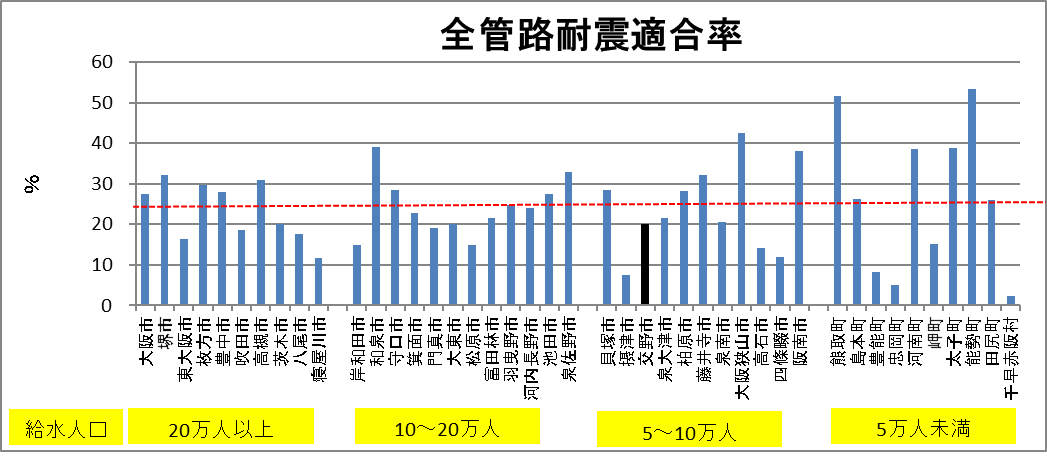 全管路耐震適合率
%
60
50
40
30
20
10
0
大阪市
堺市
東大阪市
枚方市
豊中市
吹田市
高槻市
茨木市
八尾市
寝屋川市
岸和田市
和泉市
守口市
箕面市
門真市
大東市
松原市
富田林市
羽曳野市
河内長野市
池田市
泉佐野市
貝塚市
摂津市
交野市
泉大津市
柏原市
藤井寺市
泉南市
大阪狭山市
高石市
四條畷市
阪南市
熊取町
島本町
豊能町
忠岡町
河南町
岬町
太子町
能勢町
田尻町
千早赤阪村
給水人口
20万人以上
10～20万人
5～10万人
5万人未満